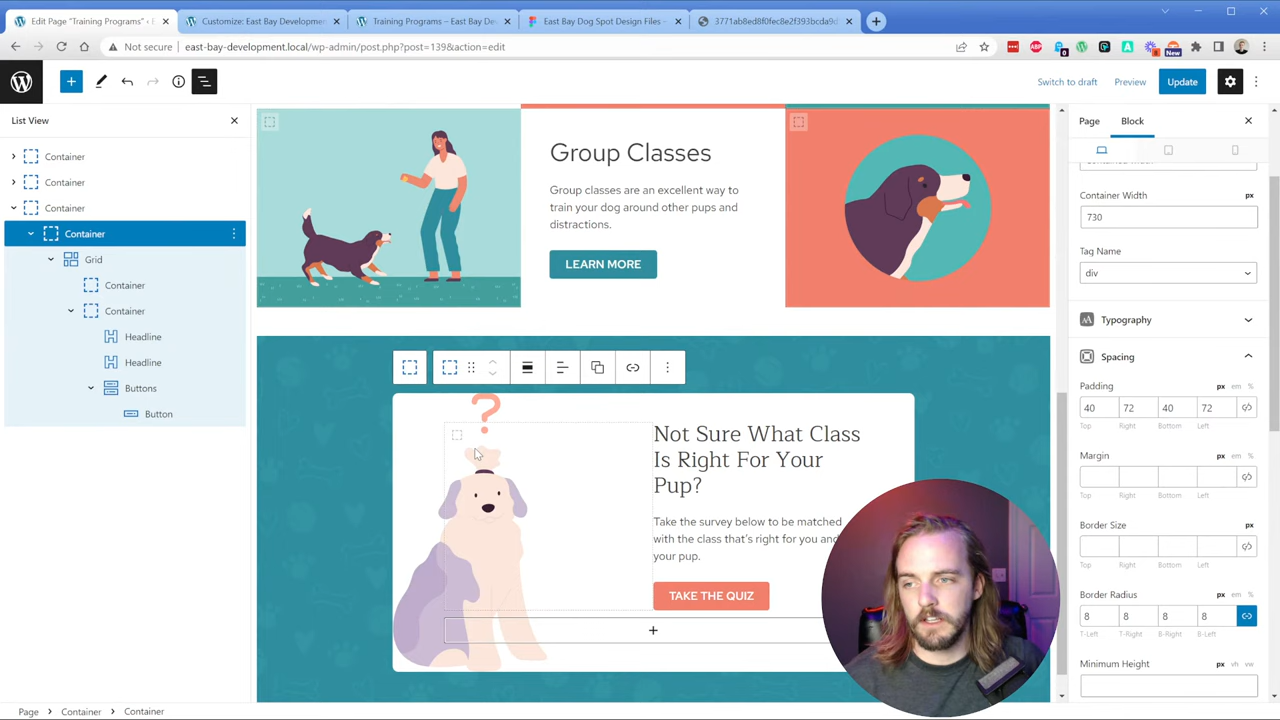 Edit Page “Training Programs” ‹ E
Customize: East Bay Development
Training Programs – East Bay De
East Bay Dog Spot Design Files –
3771ab8ed8f0fec8e2f393bcda9d
Not secure
east-bay-development.local/wp-admin/post.php?post=139&action=edit
New
Switch to draft
Preview
Update
List View
Container
Container
Container
Container
Grid
Container
Container
Headline
Headline
Buttons
Button
Group Classes
Group classes are an excellent way to
train your dog around other pups and
distractions.
LEARN MORE
?
Not Sure What Class
Is Right For Your
Pup?
Take the survey below to be matched
with the class that's right for you and
your pup.
TAKE THE QUIZ
Page
Block
Container Width
px
730
Tag Name
div
Typography
Spacing
Padding
px em %
40 72 40 72
Top Right Bottom Left
Margin
px em %
Top Right Bottom Left
Border Size
px
Top Right Bottom Left
Border Radius
px em %
8 8 8 8
T-Left T-Right B-Right B-Left
Minimum Height
px vh vw
Page Container Container